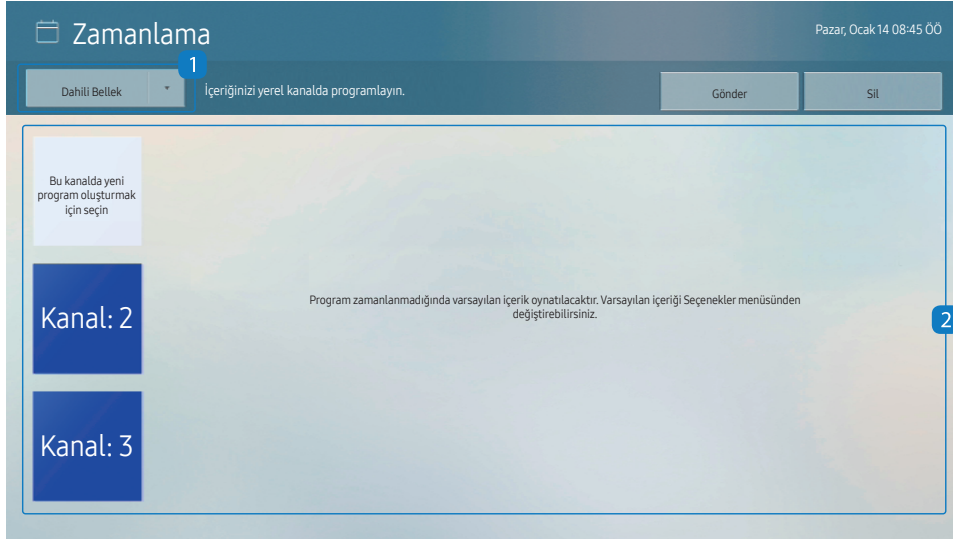 Zamanlama
Pazar, Ocak 14 08:45 ÖÖ
1
Dahili Bellek
İçeriğinizi yerel kanalda programlayın.
Gönder
Sil
Bu kanalda yeni
program oluşturmak
için seçin
Kanal: 2
Program zamanlanmadığında varsayılan içerik oynatılacaktır. Varsayılan içeriği Seçenekler menüsünden
değiştirebilirsiniz.
2
Kanal: 3